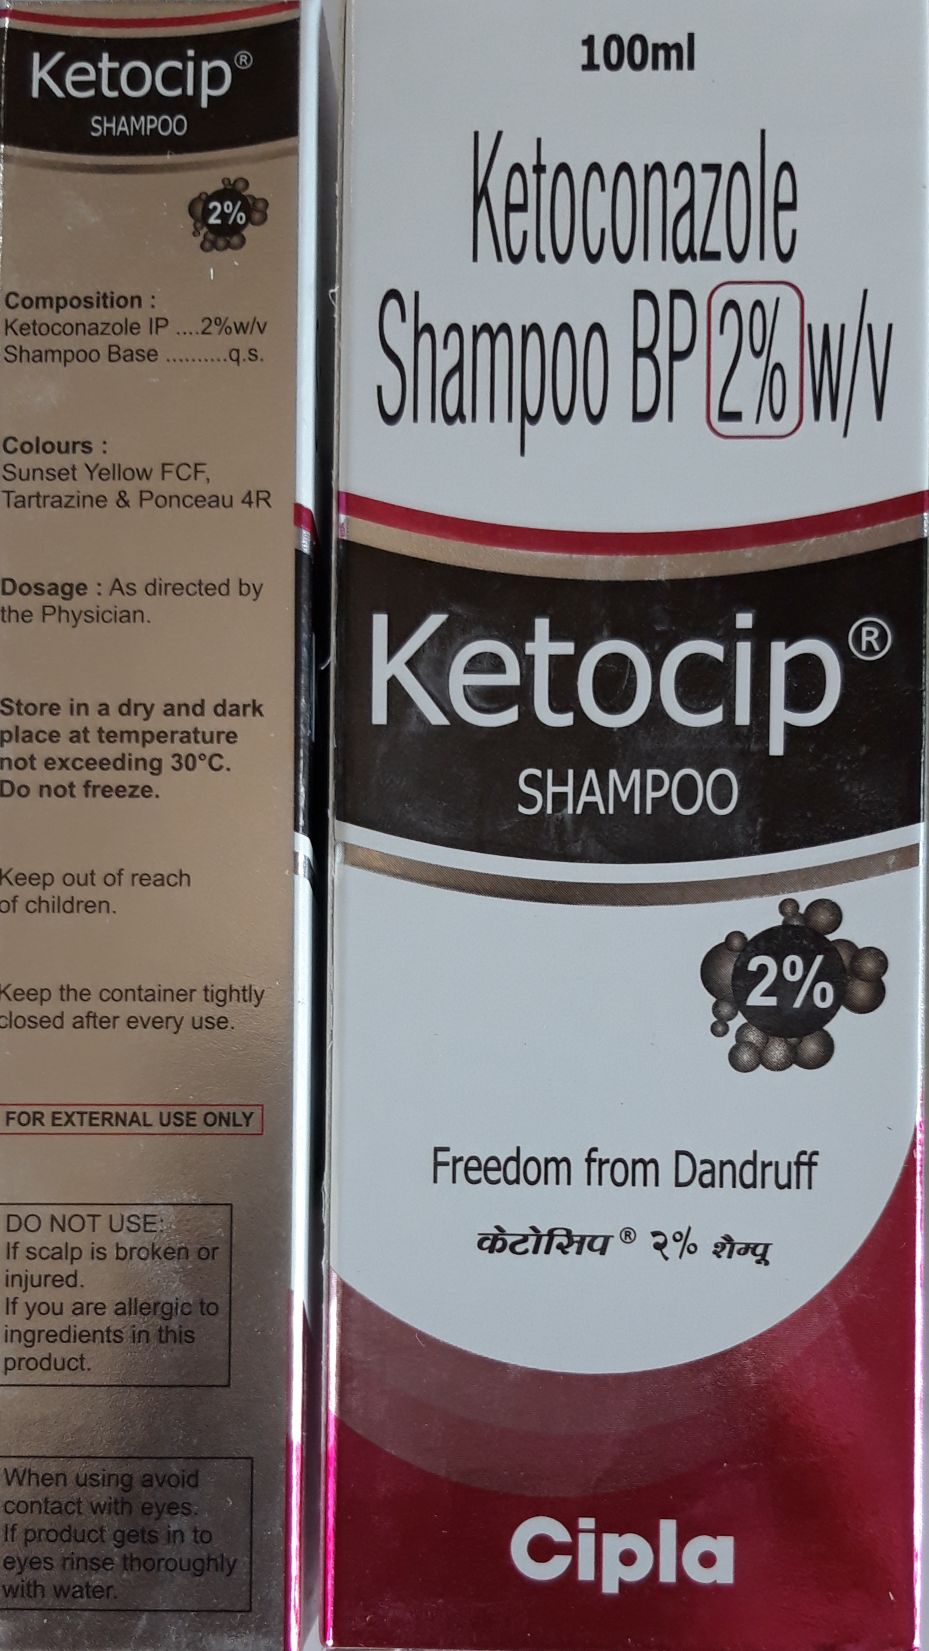 Ketocip®
SHAMPOO
2%
Composition :
Ketoconazole IP ....2%w/v
Shampoo Base ..........q.s.
Colours :
Sunset Yellow FCF,
Tartrazine & Ponceau 4R
Dosage : As directed by
the Physician.
Store in a dry and dark
place at temperature
not exceeding 30°C.
Do not freeze.
Keep out of reach
of children.
Keep the container tightly
closed after every use.
FOR EXTERNAL USE ONLY
DO NOT USE:
If scalp is broken or
injured.
If you are allergic to
ingredients in this
product.
When using avoid
contact with eyes.
If product gets in to
eyes rinse thoroughly
with water.
100ml
Ketoconazole
Shampoo BP 2% w/v
Ketocip®
SHAMPOO
2%
Freedom from Dandruff
केटोसिप ® २% शैम्पू
Cipla